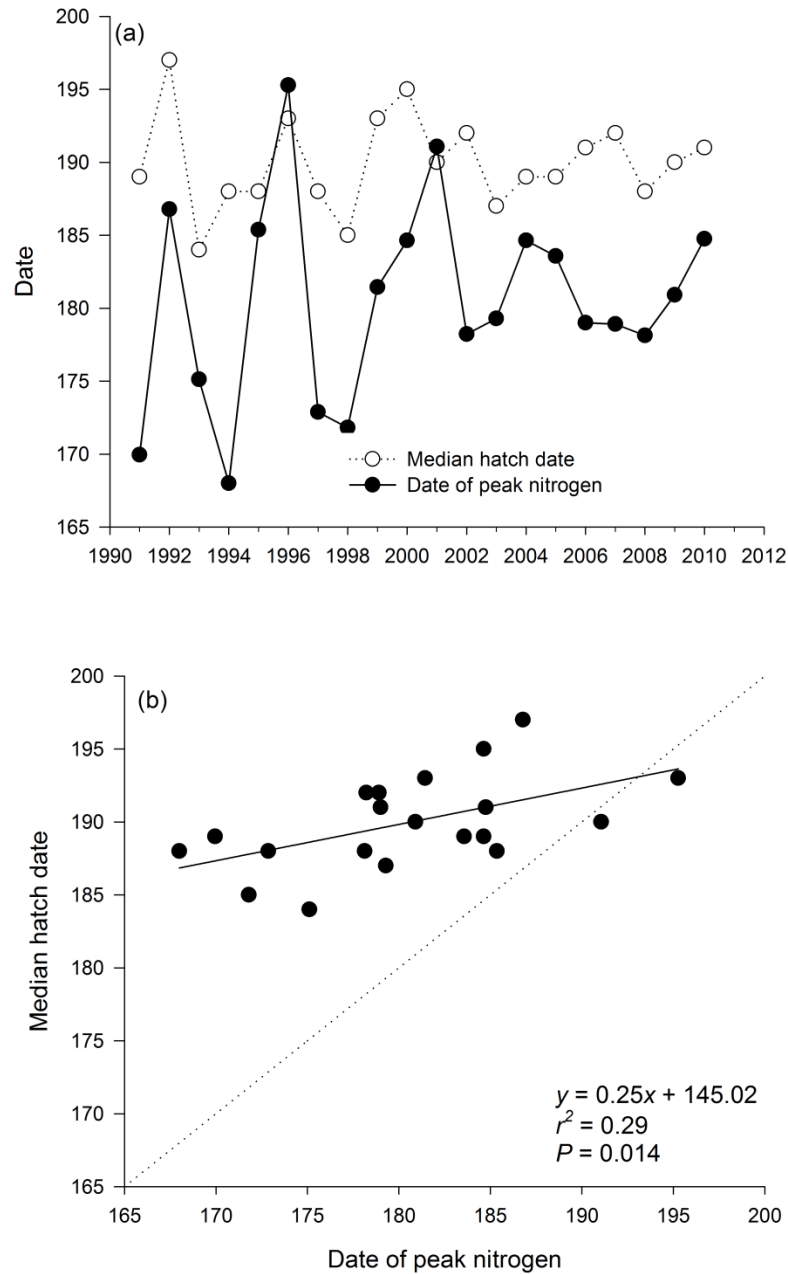 (a)
200
195
190
185
180
175
170
165
Date
Median hatch date
Date of peak nitrogen
1990 1992 1994 1996 1998 2000 2002 2004 2006 2008 2010 2012
(b)
200
195
190
185
180
175
170
165
Median hatch date
y = 0.25x + 145.02
r² = 0.29
P = 0.014
165 170 175 180 185 190 195 200
Date of peak nitrogen